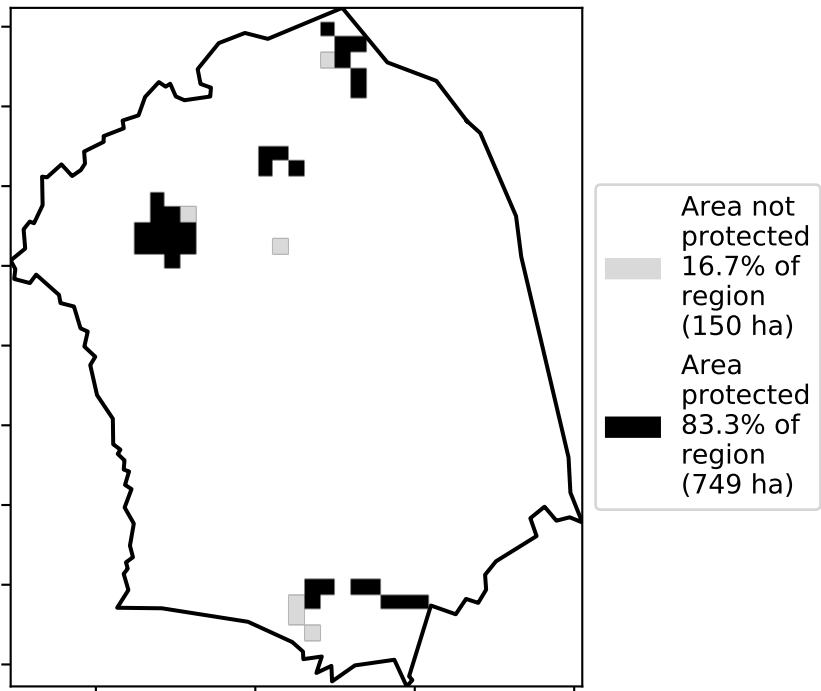 Area not
protected
16.7% of
region
(150 ha)
Area
protected
83.3% of
region
(749 ha)